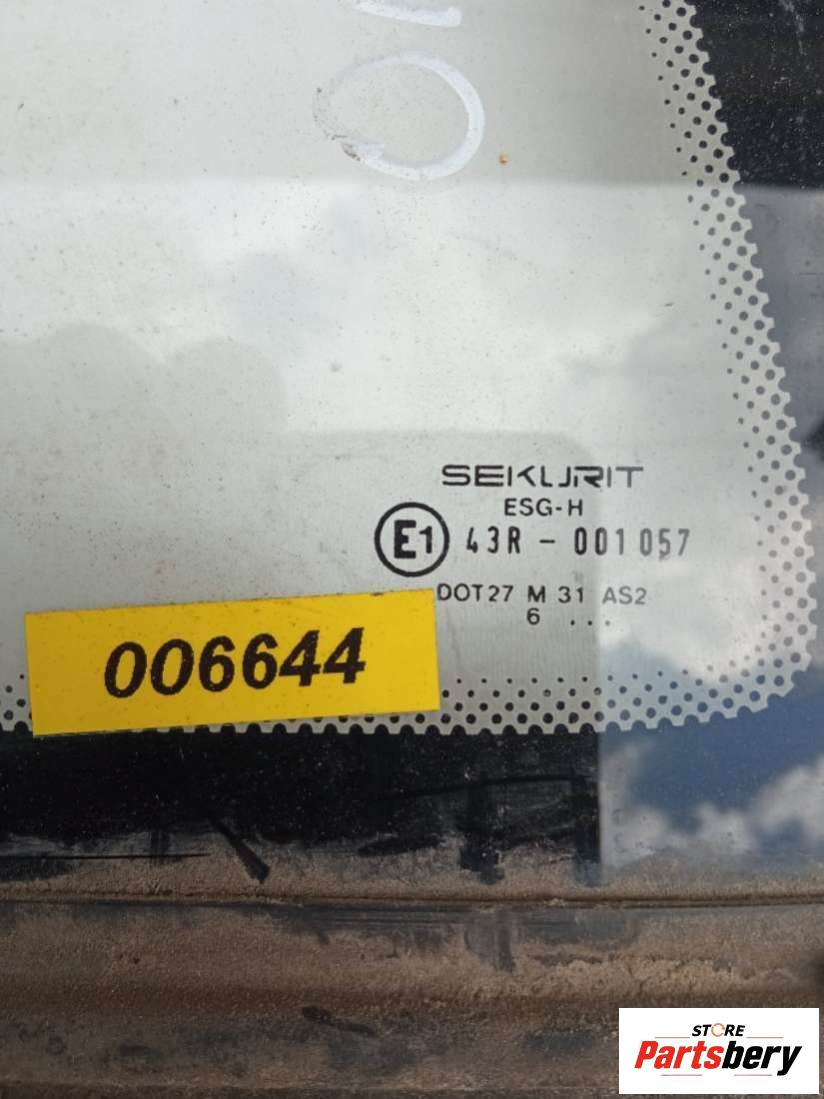 SEKURIT
ESG-H
E1 43R - 001057
DOT27 M 31 AS2
6 ...
006644
STORE
Partsbery